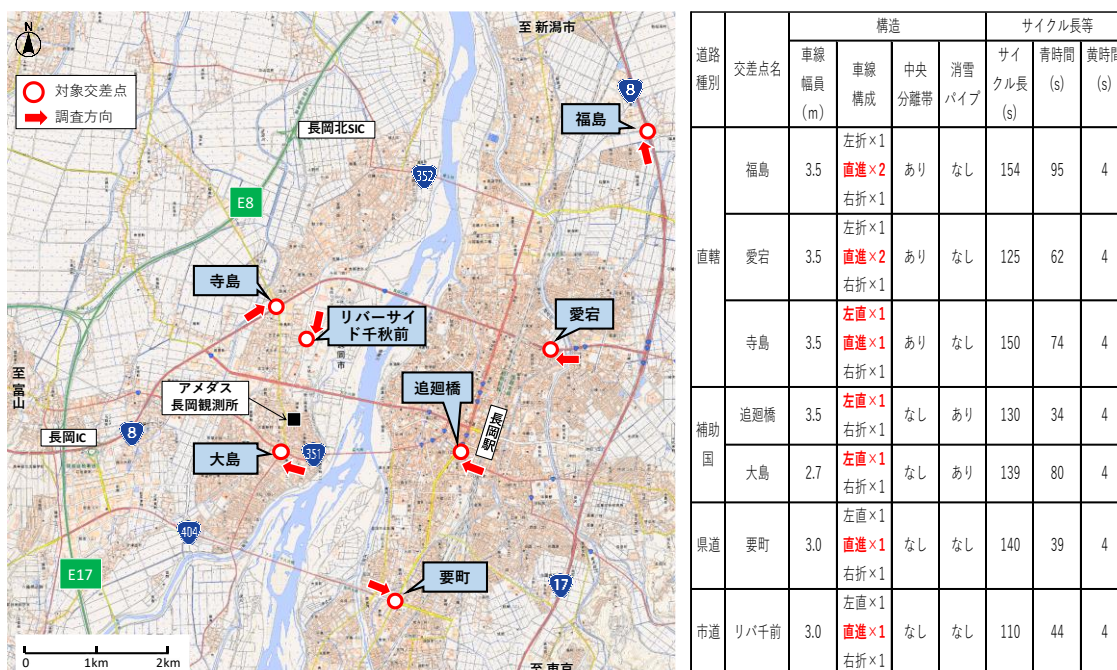 N
対象交差点
調査方向
至 新潟市
8
福島
長岡北SIC
352
E8
寺島
リバーサイ
ド千秋前
愛宕
岡
市
至 富山
アメダス
長岡観測所
追廻橋
長岡駅
長岡IC
8
大島
351
404
E17
要町
17
0 1km 2km
至 東京
道路
種別
交差点名
構造
サイクル長等
車線
幅員
(m)
車線
構成
中央
分離帯
消雪
パイプ
サイ
クル長
(s)
青時間
(s)
黄時間
(s)
直轄
福島 3.5
左折×1
直進×2
右折×1
あり なし 154 95 4
愛宕 3.5
左折×1
直進×2
右折×1
あり なし 125 62 4
寺島 3.5
左直×1
直進×1
右折×1
あり なし 150 74 4
補助
国
追廻橋 3.5
左直×1
右折×1
なし あり 130 34 4
大島 2.7
左直×1
右折×1
なし あり 139 80 4
県道
要町 3.0
左直×1
直進×1
右折×1
なし なし 140 39 4
市道
リバ千前 3.0
左直×1
直進×1
右折×1
なし なし 110 44 4